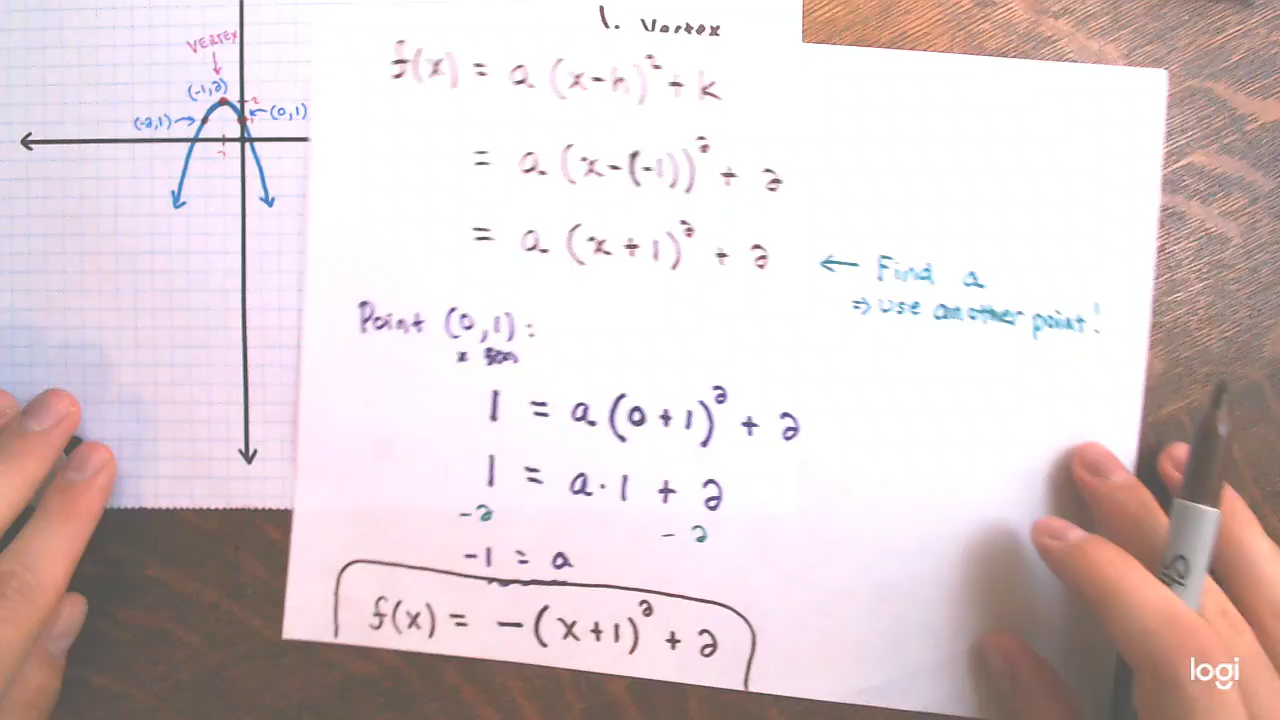 1. Vertex
f(x) = a (x-h)² + k
= a (x-(-1))² + 2
= a (x+1)² + 2
← Find a
⇒ use another point!
Point (0,1):
x
1 = a(0+1)² + 2
1 = a·1 + 2
-2 - 2
-1 = a
f(x) = -(x+1)² + 2
VERTEX
(-1,2)
(-2,1) → ← (0,1)
2
logi